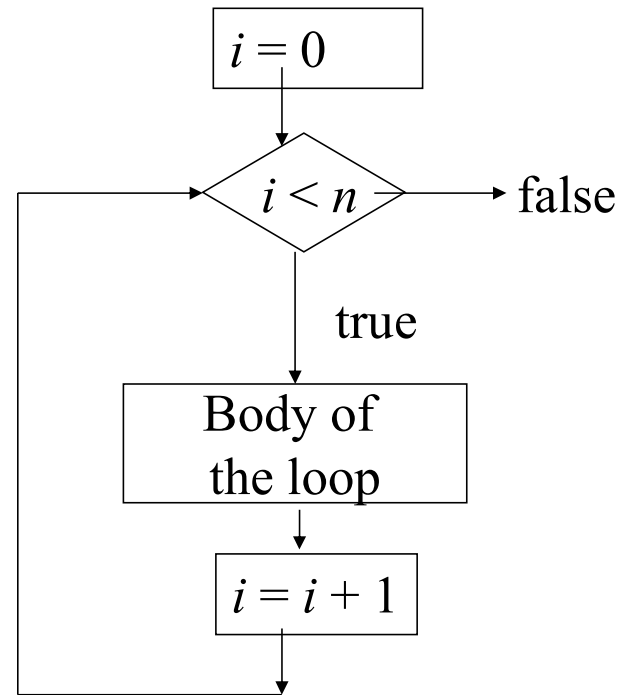 i = 0
i < n
false
true
Body of
the loop
i = i + 1